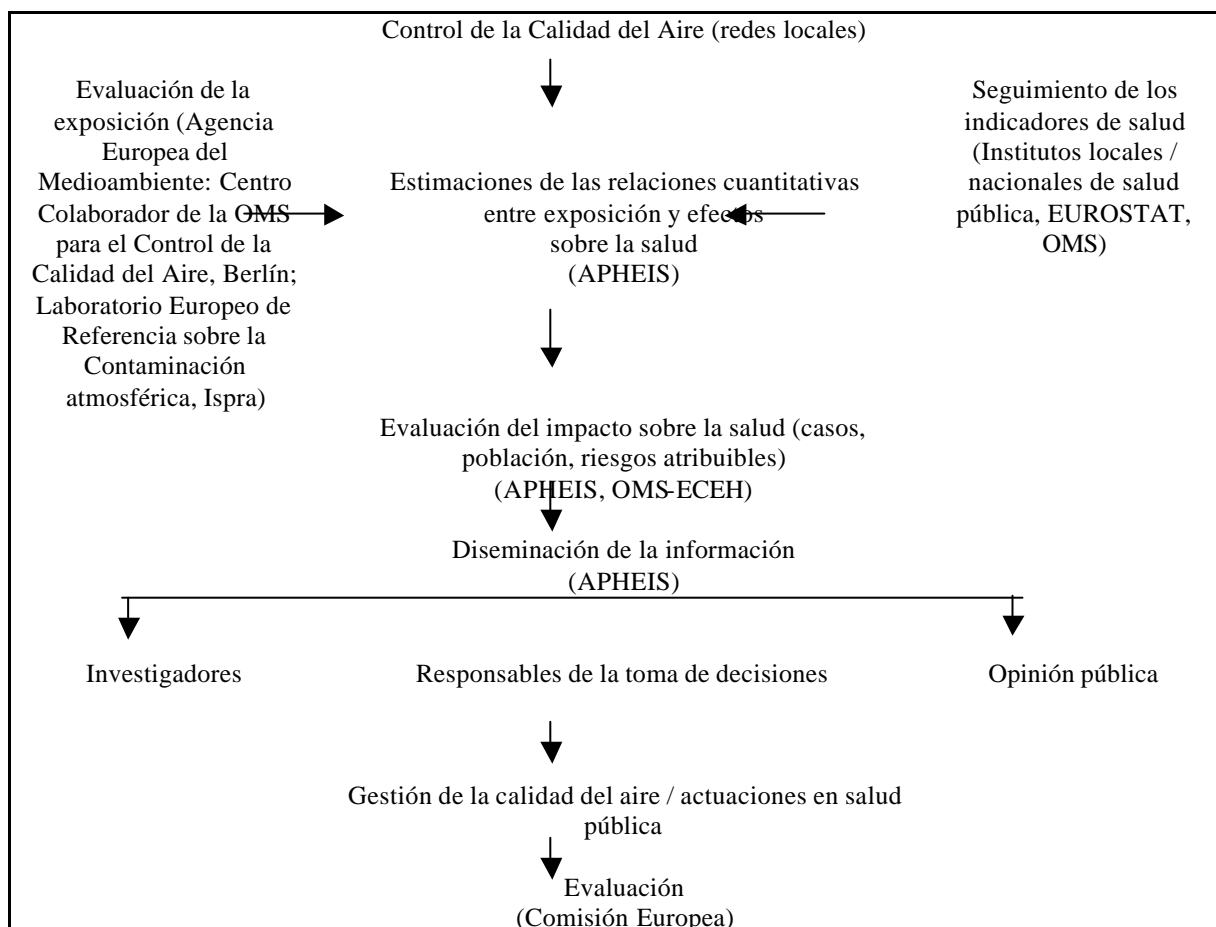 Control de la Calidad del Aire (redes locales)
Evaluación de la
exposición (Agencia
Europea del
Medioambiente: Centro
Colaborador de la OMS
para el Control de la
Calidad del Aire, Berlín;
Laboratorio Europeo de
Referencia sobre la
Contaminación
atmosférica, Ispra)
Estimaciones de las relaciones cuantitativas
entre exposición y efectos
sobre la salud
(APHEIS)
Seguimiento de los
indicadores de salud
(Institutos locales /
nacionales de salud
pública, EUROSTAT,
OMS)
Evaluación del impacto sobre la salud (casos,
población, riesgos atribuibles)
(APHEIS, OMS-ECEH)
Diseminación de la información
(APHEIS)
Investigadores
Responsables de la toma de decisiones
Opinión pública
Gestión de la calidad del aire / actuaciones en salud
pública
Evaluación
(Comisión Europea)